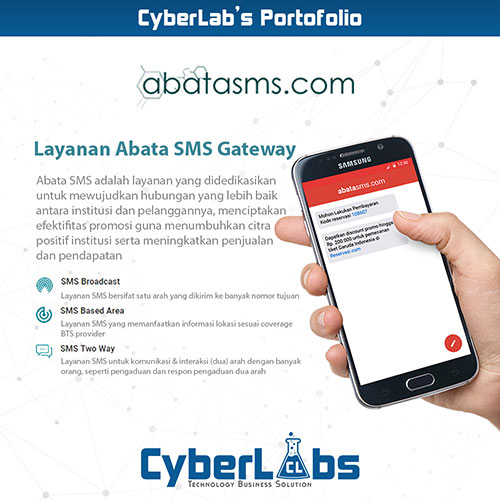 CyberLab's Portofolio
abatasms.com
Layanan Abata SMS Gateway
Abata SMS adalah layanan yang didedikasikan
untuk mewujudkan hubungan yang lebih baik
antara institusi dan pelanggannya, menciptakan
efektifitas promosi guna menumbuhkan citra
positif institusi serta meningkatkan penjualan
dan pendapatan
SMS Broadcast
Layanan SMS bersifat satu arah yang dikirim ke banyak nomor tujuan
SMS Based Area
Layanan SMS yang memanfaatkan informasi lokasi sesuai coverage
BTS provider
SMS Two Way
Layanan SMS untuk komunikasi & interaksi (dua) arah dengan banyak
orang, seperti pengaduan dan respon pengaduan dua arah
SAMSUNG
12:30
abatasms.com
Mohon Lakukan Pembayaran
Kode reservasi 108607
Dapatkan discount promo hingga
Rp. 200.000 untuk pemesanan
tiket Garuda Indonesia di
Reservasi.com
CyberLabs
CL
Technology Business Solution